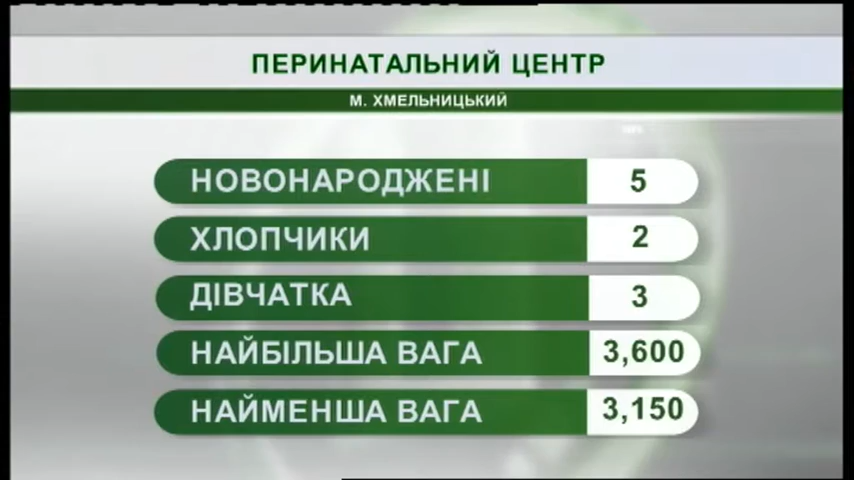 ПЕРИНАТАЛЬНИЙ ЦЕНТР
М. ХМЕЛЬНИЦЬКИЙ
НОВОНАРОДЖЕНІ 5
ХЛОПЧИКИ 2
ДІВЧАТКА 3
НАЙБІЛЬША ВАГА 3,600
НАЙМЕНША ВАГА 3,150